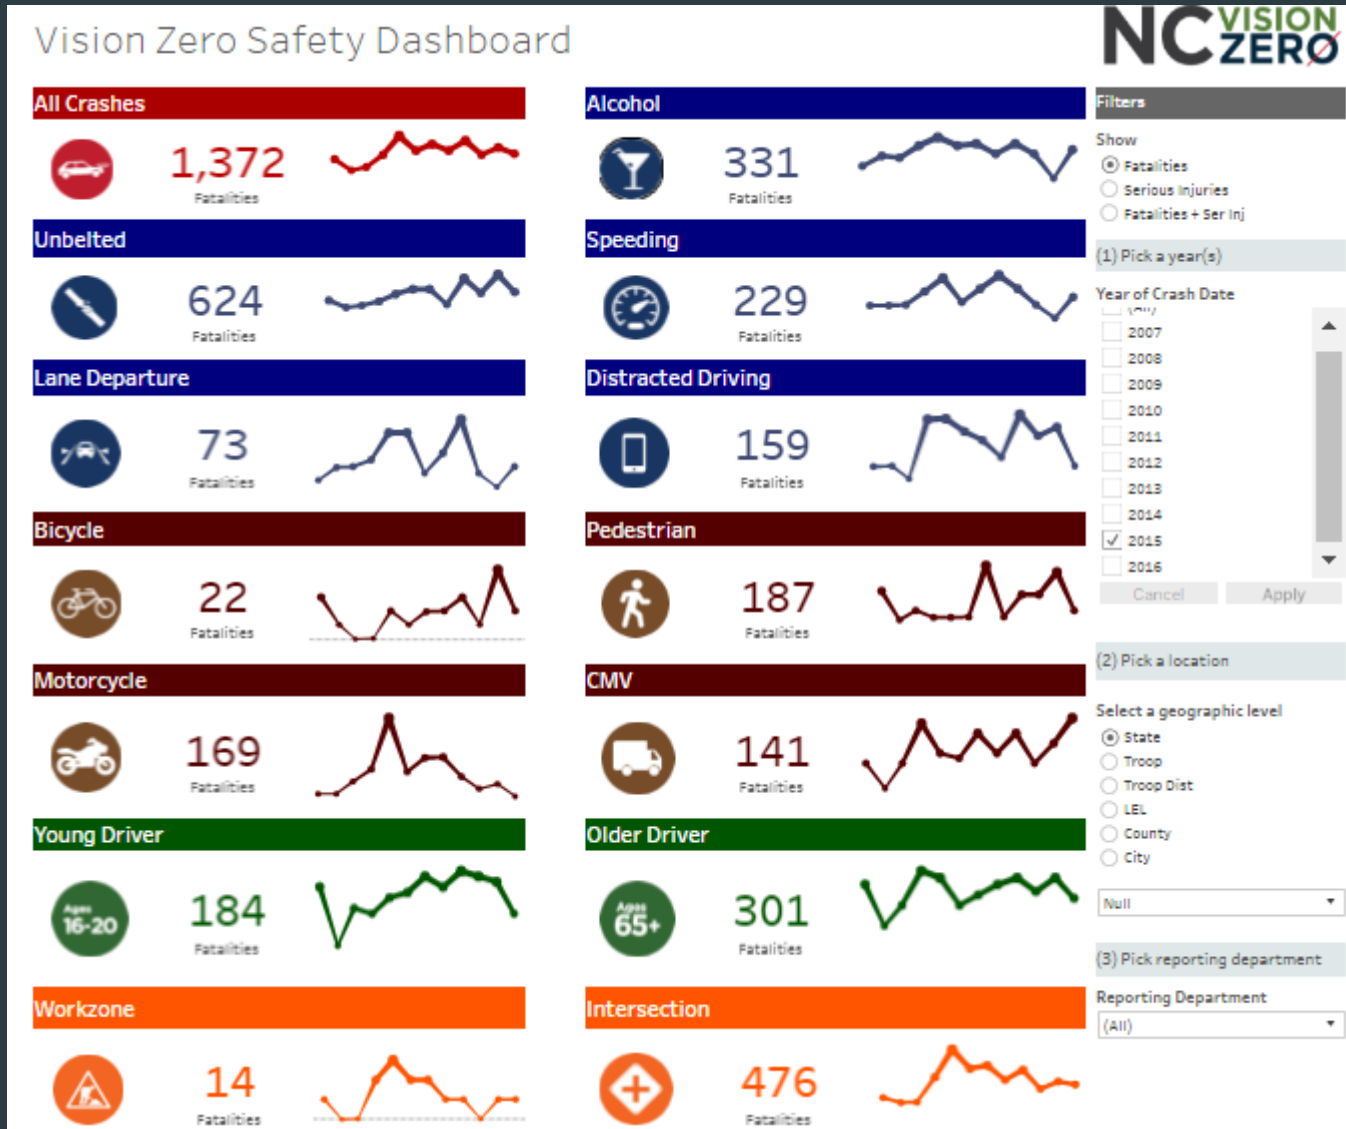 Vision Zero Safety Dashboard
NC VISION ZERO
All Crashes
1,372
Fatalities
Alcohol
331
Fatalities
Unbelted
624
Fatalities
Speeding
229
Fatalities
Lane Departure
73
Fatalities
Distracted Driving
159
Fatalities
Bicycle
22
Fatalities
Pedestrian
187
Fatalities
Motorcycle
169
Fatalities
CMV
141
Fatalities
Young Driver
Ages
16-20
184
Fatalities
Older Driver
Ages
65+
301
Fatalities
Workzone
14
Fatalities
Intersection
476
Fatalities
Filters
Show
Fatalities
Serious Injuries
Fatalities + Ser Inj
(1) Pick a year(s)
Year of Crash Date
(All)
2007
2008
2009
2010
2011
2012
2013
2014
2015
2016
Cancel Apply
(2) Pick a location
Select a geographic level
State
Troop
Troop Dist
LEL
County
City
Null
(3) Pick reporting department
Reporting Department
(All)